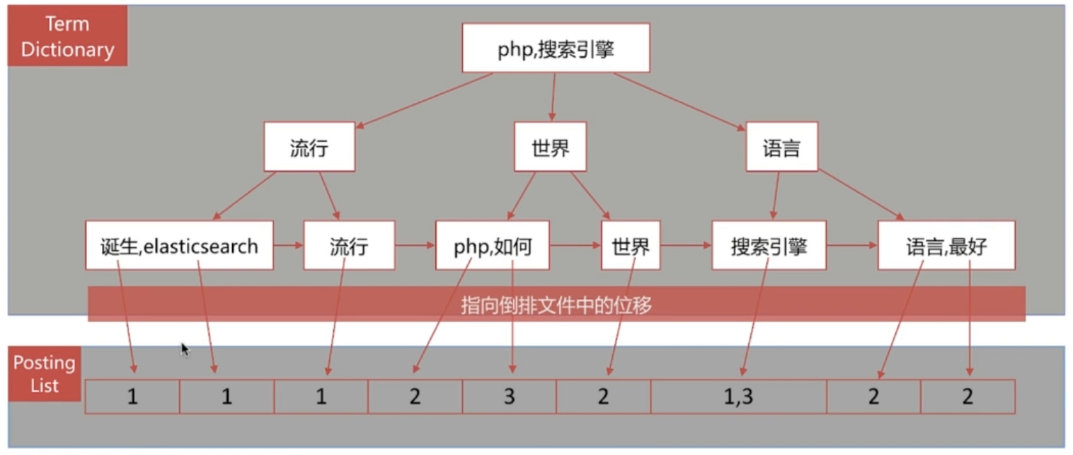 Term
Dictionary
php,搜索引擎
流行
世界
语言
诞生,elasticsearch
流行
php,如何
世界
搜索引擎
语言,最好
指向倒排文件中的位移
Posting
List
1
1
1
2
3
2
1,3
2
2